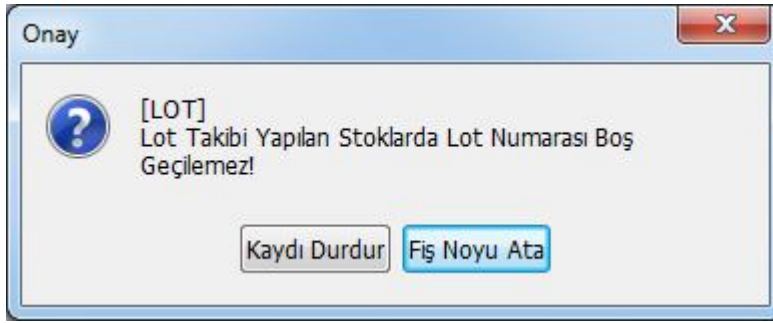 Onay
[LOT]
Lot Takibi Yapılan Stoklarda Lot Numarası Boş
Geçilemez!
Kaydı Durdur Fiş Noyu Ata